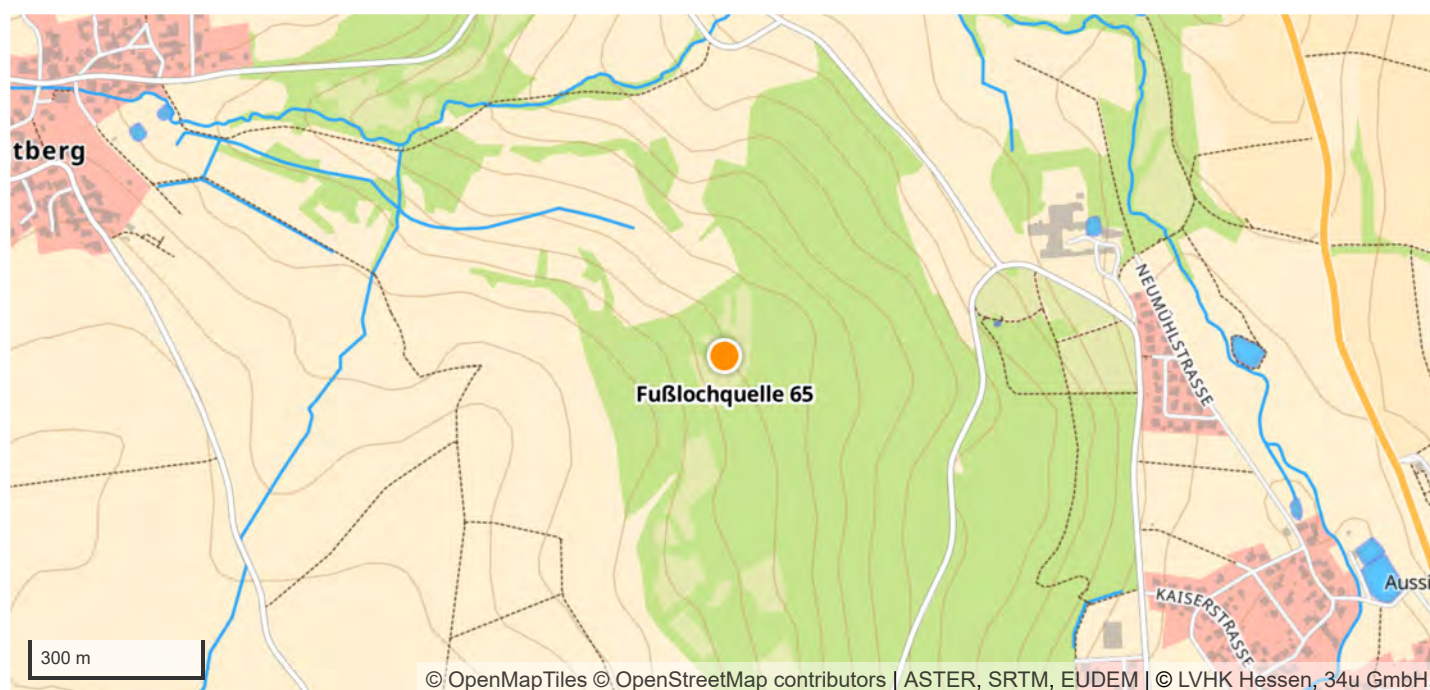 tberg
NEUMÜHLSTRASSE
Fußlochquelle 65
Aussi
KAISERSTRASSE
300 m
© OpenMapTiles © OpenStreetMap contributors | ASTER, SRTM, EUDEM | © LVHK Hessen, 34u GmbH